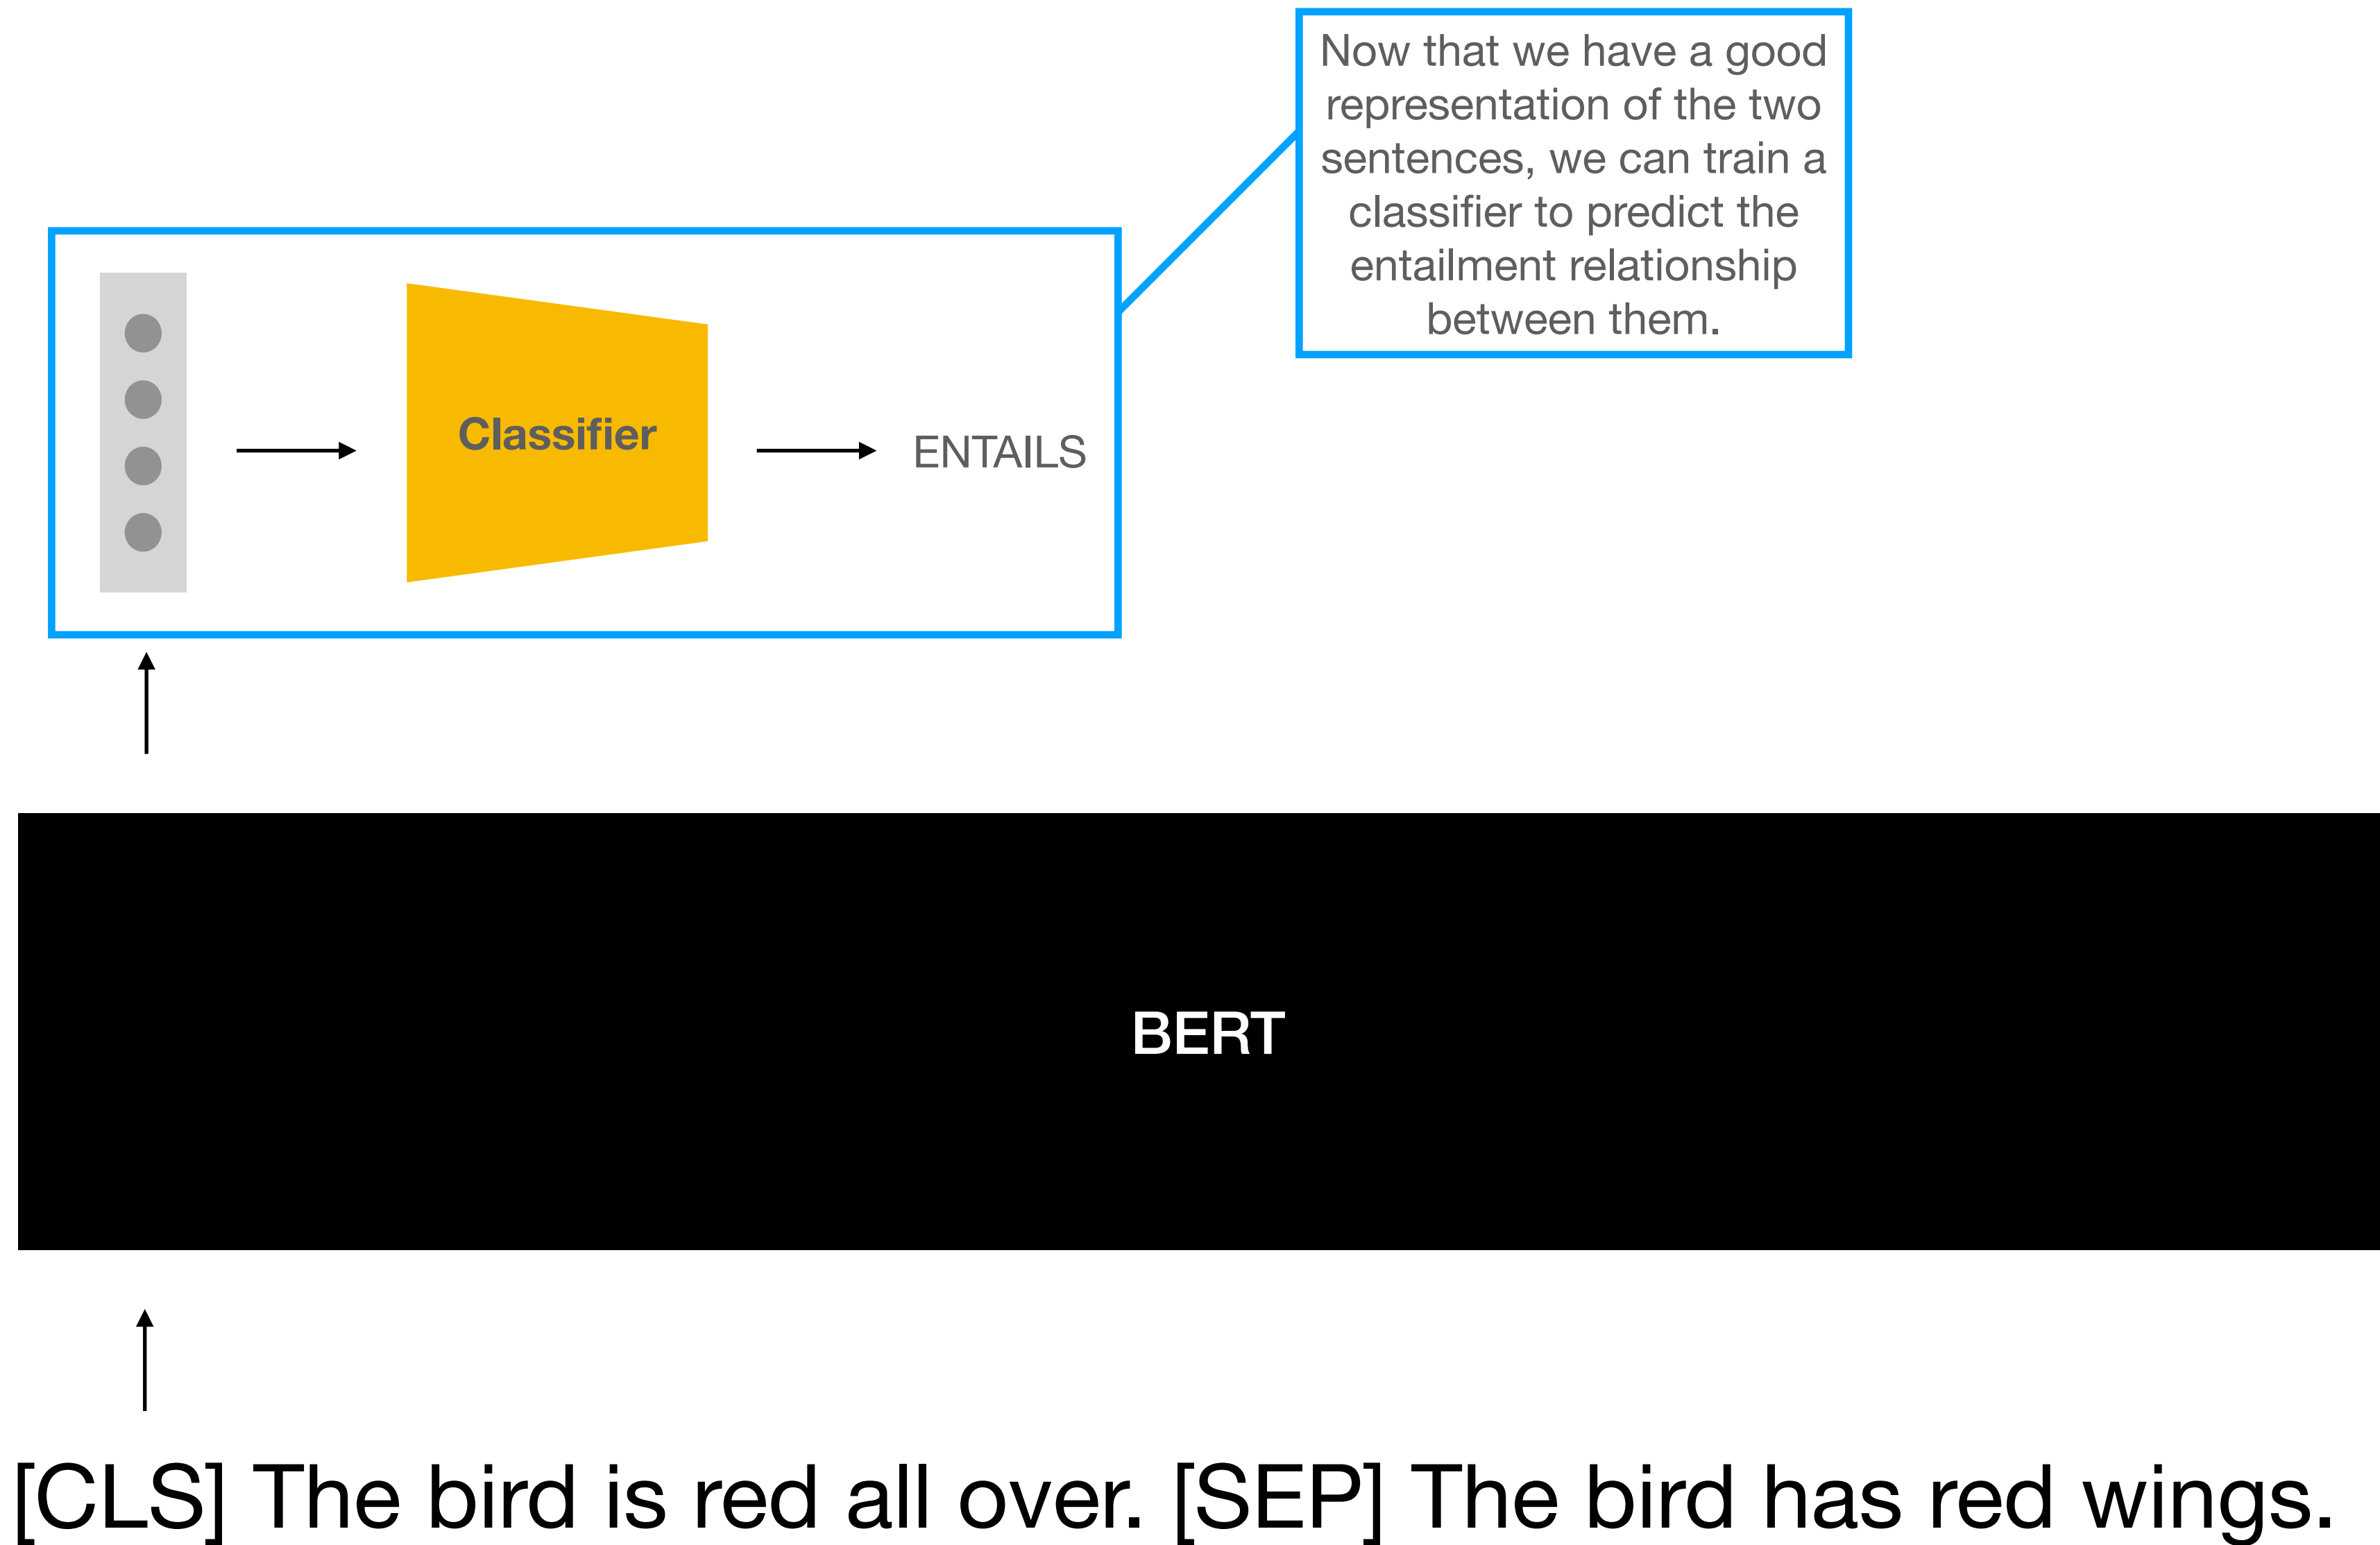 Now that we have a good
representation of the two
sentences, we can train a
classifier to predict the
entailment relationship
between them.
Classifier
ENTAILS
BERT
[CLS] The bird is red all over. [SEP] The bird has red wings.